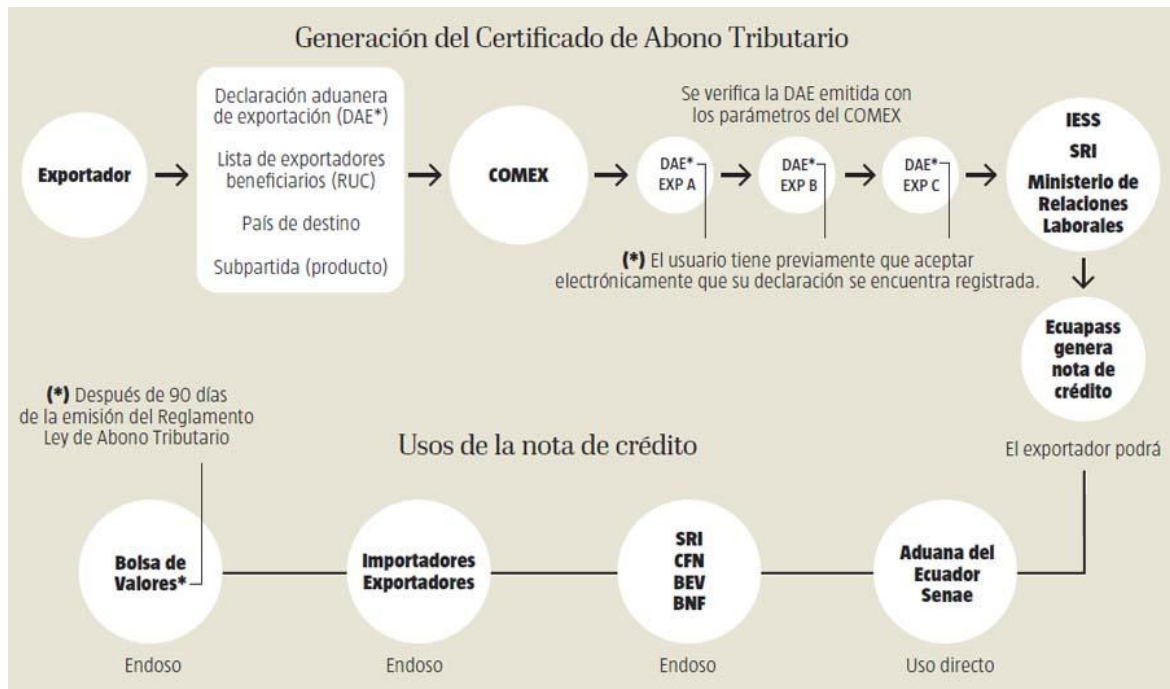 Generación del Certificado de Abono Tributario
Exportador
Declaración aduanera
de exportación (DAE*)
Lista de exportadores
beneficiarios (RUC)
País de destino
Subpartida (producto)
COMEX
Se verifica la DAE emitida con
los parámetros del COMEX
DAE*
EXP A
DAE*
EXP B
DAE*
EXP C
(*) El usuario tiene previamente que aceptar
electrónicamente que su declaración se encuentra registrada.
IESS
SRI
Ministerio de
Relaciones
Laborales
Ecuapass
genera
nota de
crédito
El exportador podrá
(*) Después de 90 días
de la emisión del Reglamento
Ley de Abono Tributario
Usos de la nota de crédito
Bolsa de
Valores*
Endoso
Importadores
Exportadores
Endoso
SRI
CFN
BEV
BNF
Endoso
Aduana del
Ecuador
Senae
Uso directo